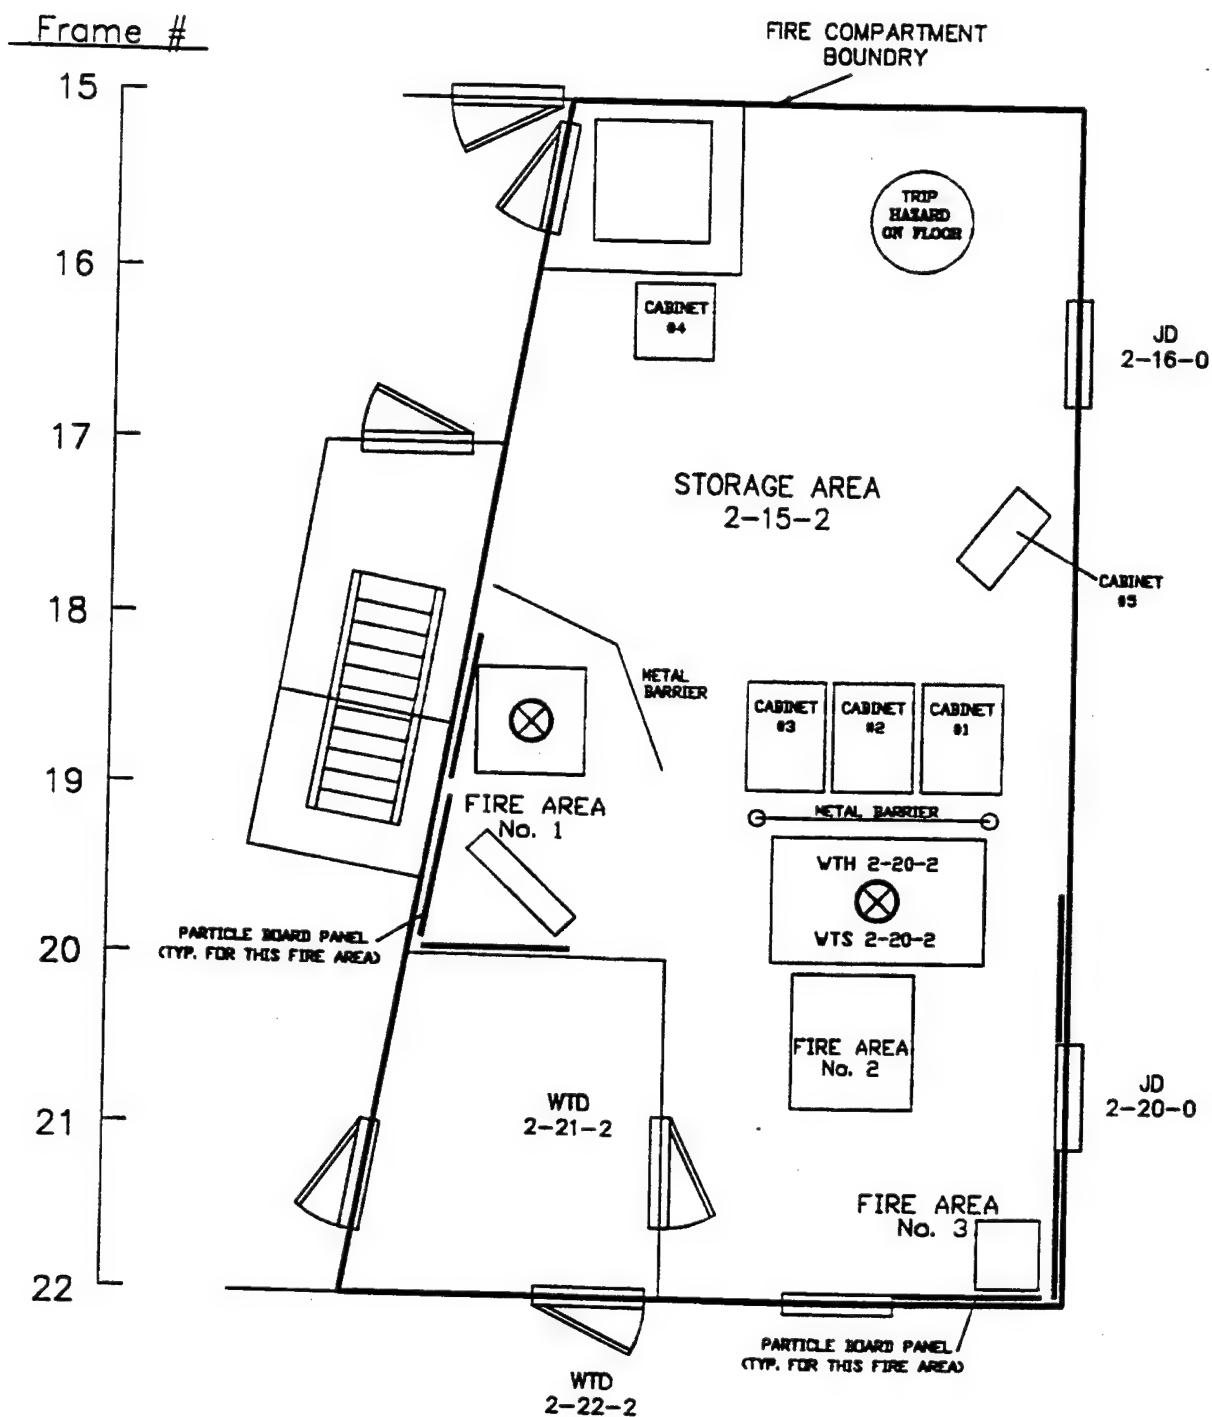 Frame #
FIRE COMPARTMENT
BOUNDRY
15
16
17
18
19
20
21
22
TRIP
HAZARD
ON FLOOR
CABINET
#4
JD
2-16-0
STORAGE AREA
2-15-2
CABINET
#5
METAL
BARRIER
CABINET
#3
CABINET
#2
CABINET
#1
METAL BARRIER
FIRE AREA
No. 1
WTH 2-20-2
WTS 2-20-2
PARTICLE BOARD PANEL
(TYP. FOR THIS FIRE AREA)
FIRE AREA
No. 2
WTD
2-21-2
JD
2-20-0
FIRE AREA
No. 3
PARTICLE BOARD PANEL
(TYP. FOR THIS FIRE AREA)
WTD
2-22-2